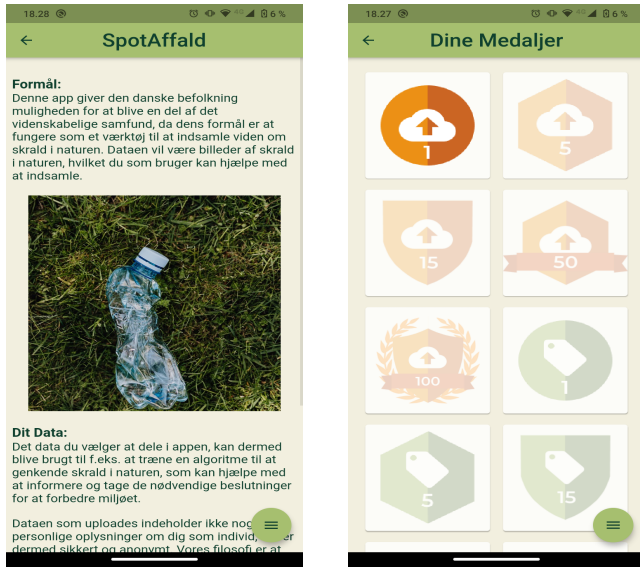 18.28
4G
6 %
SpotAffald
Formål:
Denne app giver den danske befolkning
muligheden for at blive en del af det
videnskabelige samfund, da dens formål er at
fungere som et værktøj til at indsamle viden om
skrald i naturen. Dataen vil være billeder af skrald
i naturen, hvilket du som bruger kan hjælpe med
at indsamle.
Dit Data:
Det data du vælger at dele i appen, kan dermed
blive brugt til f.eks. at træne en algoritme til at
genkende skrald i naturen, som kan hjælpe med
at informere og tage de nødvendige beslutninger
for at forbedre miljøet.
Dataen som uploades indeholder ikke
personlige oplysninger om dig som individ,
dermed sikkert og anonymt. Vores filosofi er at
18.27
4G
6 %
Dine Medaljer
1
5
15
50
100
1
5
15